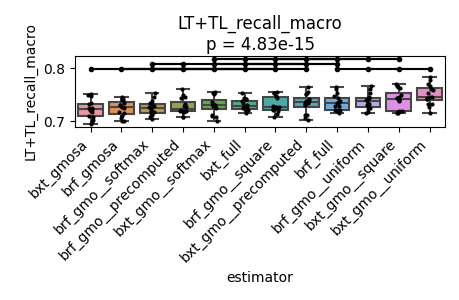 LT+TL_recall_macro
p = 4.83e-15
LT+TL_recall_macro
0.8
0.7
bxt_gmosa
brf_gmosa
brf_gmo__softmax
brf_gmo__precomputed
bxt_gmo__softmax
bxt_full
brf_gmo__square
bxt_gmo__precomputed
brf_full
brf_gmo__uniform
bxt_gmo__square
bxt_gmo__uniform
estimator